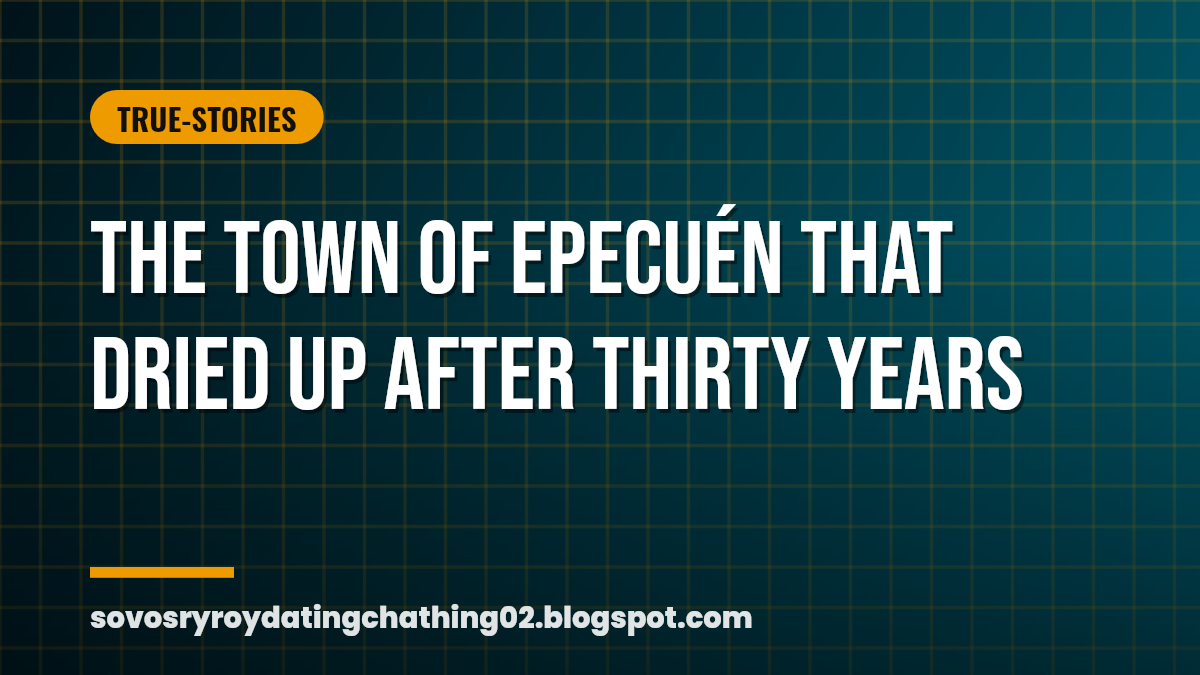 TRUE-STORIES
THE TOWN OF EPECUÉN THAT
DRIED UP AFTER THIRTY YEARS
sovosryroydatingchathing02.blogspot.com